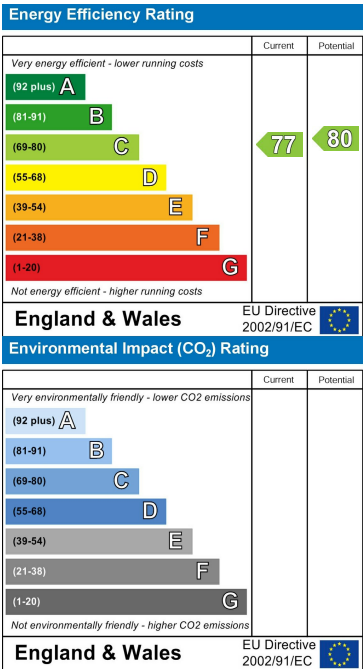 Energy Efficiency Rating
Current Potential
Very energy efficient - lower running costs
(92 plus) A
(81-91) B
(69-80) C
77 80
(55-68) D
(39-54) E
(21-38) F
(1-20) G
Not energy efficient - higher running costs
England & Wales
EU Directive
2002/91/EC
Environmental Impact (CO₂) Rating
Current Potential
Very environmentally friendly - lower CO2 emissions
(92 plus) A
(81-91) B
(69-80) C
(55-68) D
(39-54) E
(21-38) F
(1-20) G
Not environmentally friendly - higher CO2 emissions
England & Wales
EU Directive
2002/91/EC